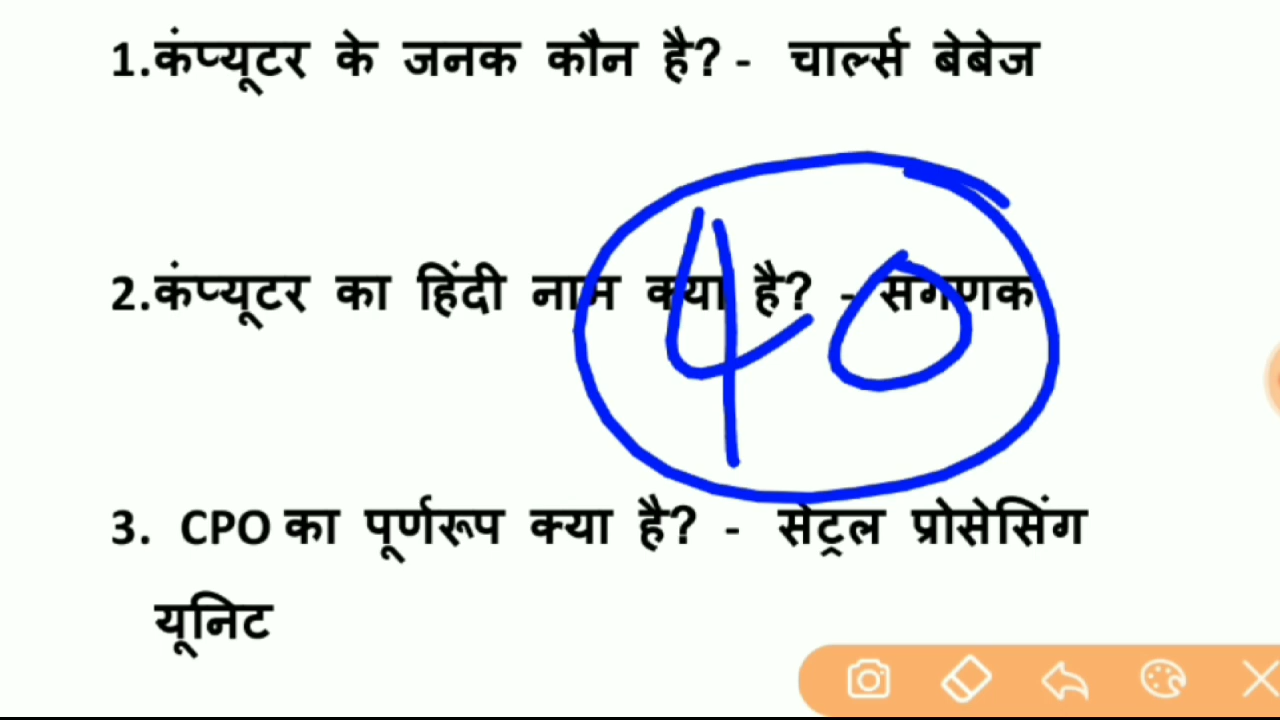 1.कंप्यूटर के जनक कौन है? - चार्ल्स बेबेज
2.कंप्यूटर का हिंदी नाम क्या है? - संगणक
40
3. CPO का पूर्णरूप क्या है? - सेंट्रल प्रोसेसिंग
यूनिट